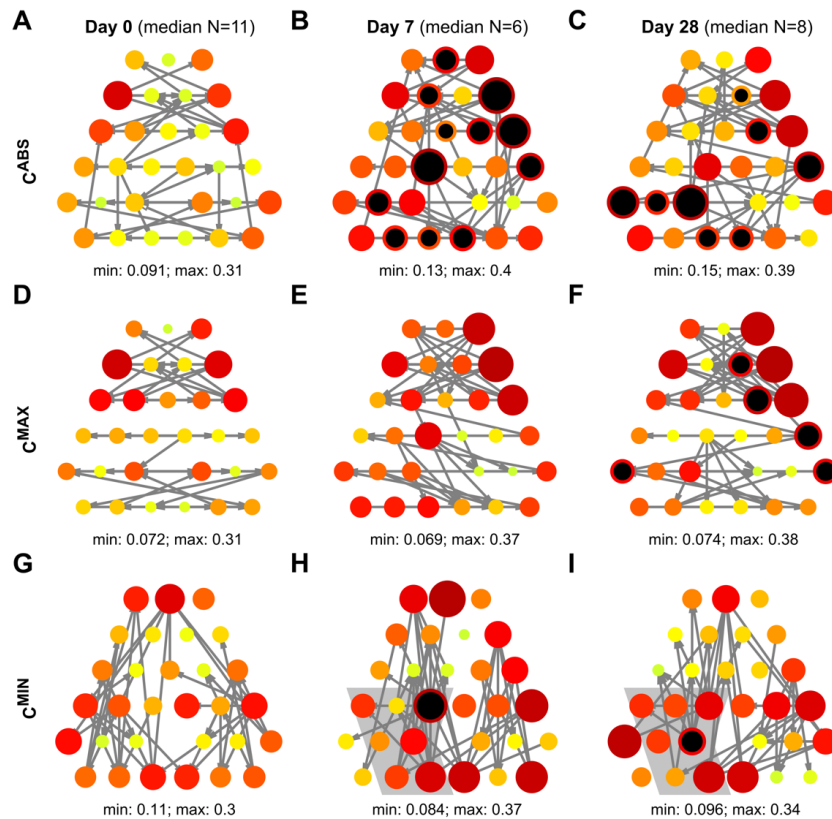 A Day 0 (median N=11) B Day 7 (median N=6) C Day 28 (median N=8)
C^ABS
min: 0.091; max: 0.31 min: 0.13; max: 0.4 min: 0.15; max: 0.39
D E F
C^MAX
min: 0.072; max: 0.31 min: 0.069; max: 0.37 min: 0.074; max: 0.38
G H I
C^MIN
min: 0.11; max: 0.3 min: 0.084; max: 0.37 min: 0.096; max: 0.34